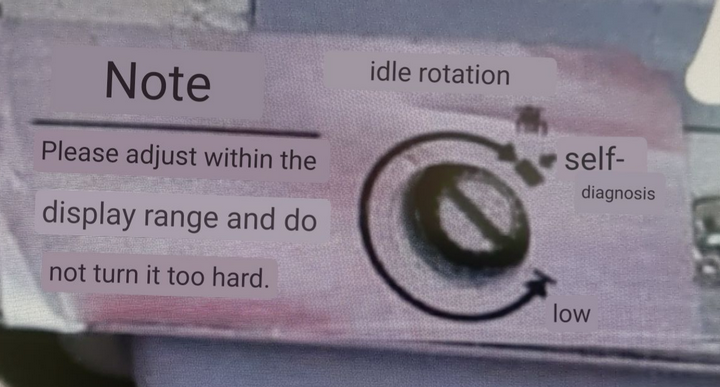 Note
Please adjust within the
display range and do
not turn it too hard.
idle rotation
self-
diagnosis
low